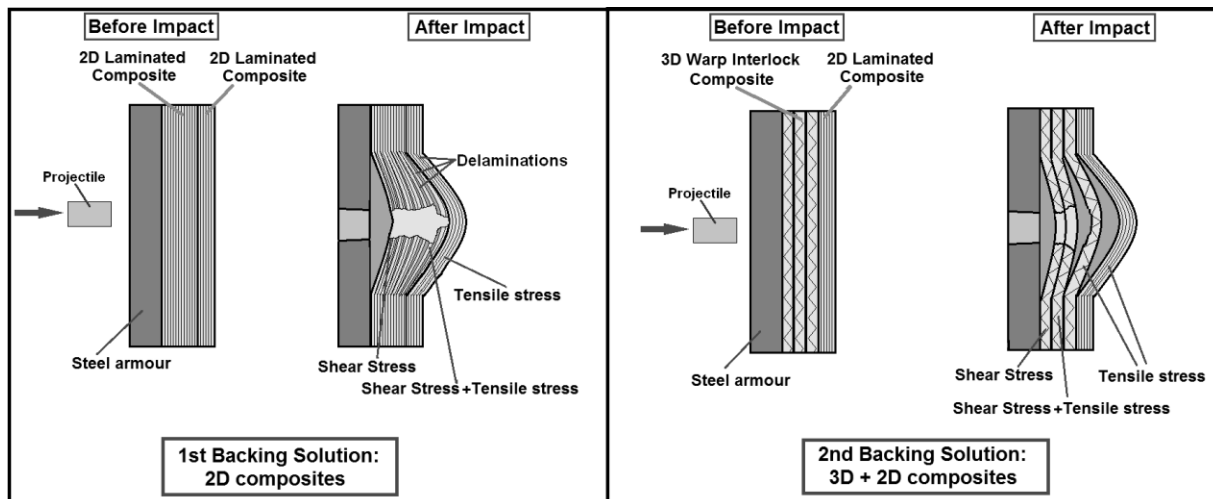 Before Impact
After Impact
2D Laminated
Composite
2D Laminated
Composite
Projectile
Delaminations
Tensile stress
Steel armour
Shear Stress
Shear Stress+Tensile stress
1st Backing Solution:
2D composites
Before Impact
After Impact
3D Warp Interlock
Composite
2D Laminated
Composite
Projectile
Steel armour
Shear Stress
Tensile stress
Shear Stress+Tensile stress
2nd Backing Solution:
3D + 2D composites